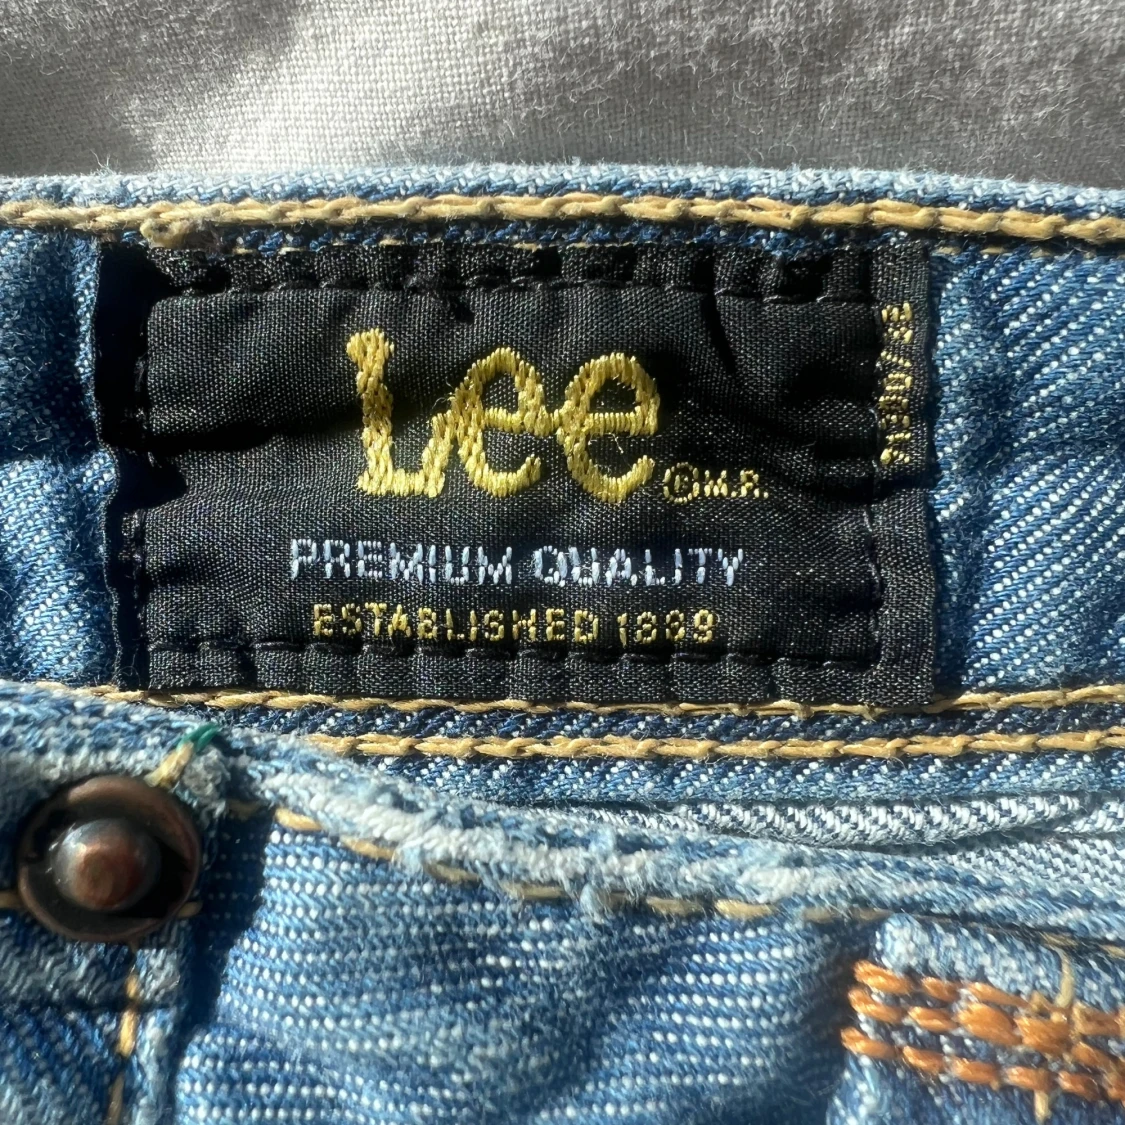 Lee ®M.R.
PREMIUM QUALITY
ESTABLISHED 1889